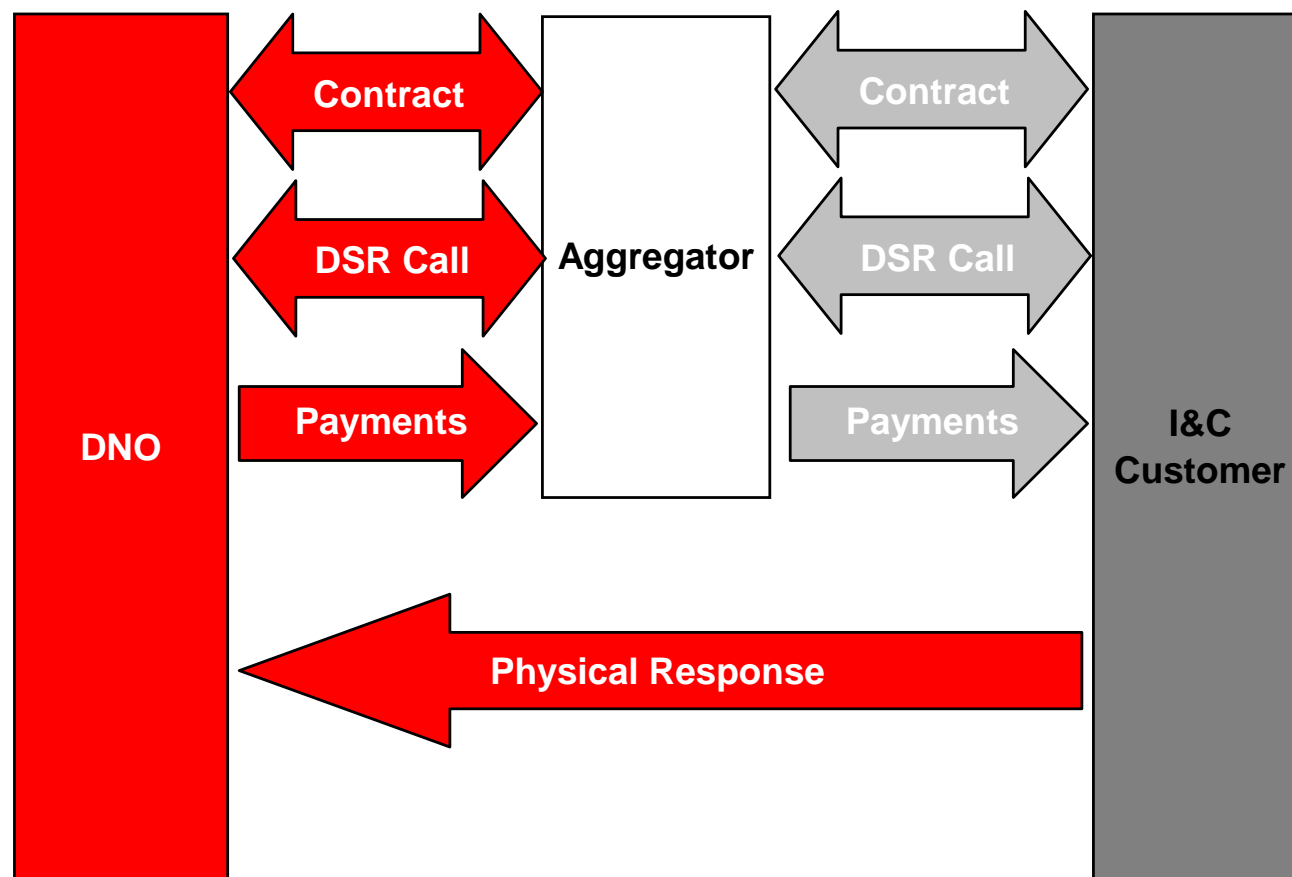 Contract
Contract
DSR Call
Aggregator
DSR Call
Payments
Payments
DNO
I&C
Customer
Physical Response